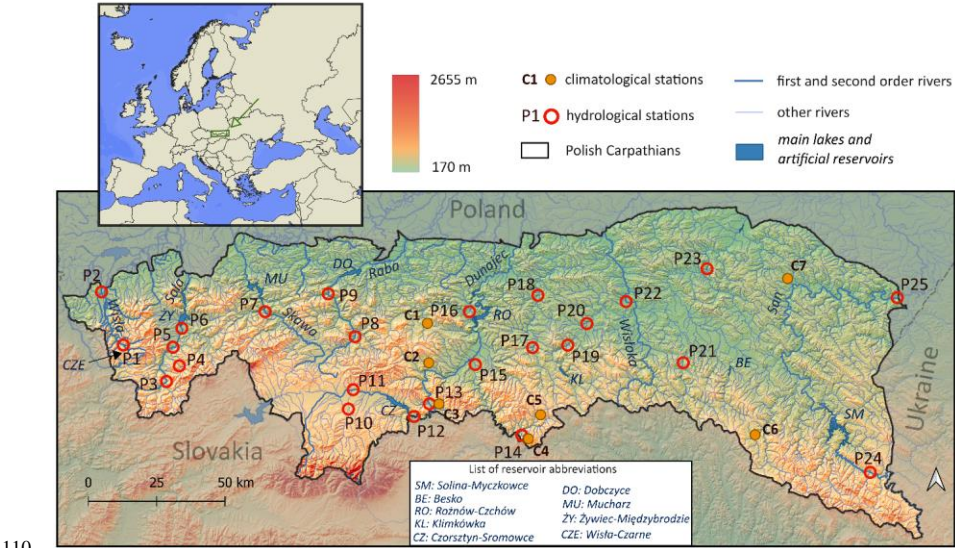 2655 m
170 m
C1 climatological stations
P1 hydrological stations
Polish Carpathians
first and second order rivers
other rivers
main lakes and
artificial reservoirs
Poland
P2
Wisła
CZE
P1
ŻY
Soła
P6
P5
P4
P3
MU
P7
Skawa
DO
Raba
P9
P8
P11
P10
C1
C2
CZ
P12
P13
C3
Dunajec
P16
RO
P15
P18
P17
P20
P19
KL
C5
P14
C4
Wisłoka
P22
P23
P21
BE
San
C7
C6
SM
P24
P25
Slovakia
Ukraine
0 25 50 km
List of reservoir abbreviations
SM: Solina-Myczkowce
BE: Besko
RO: Rożnów-Czchów
KL: Klimkówka
CZ: Czorsztyn-Sromowce
DO: Dobczyce
MU: Mucharz
ŻY: Żywiec-Międzybrodzie
CZE: Wisła-Czarne
110